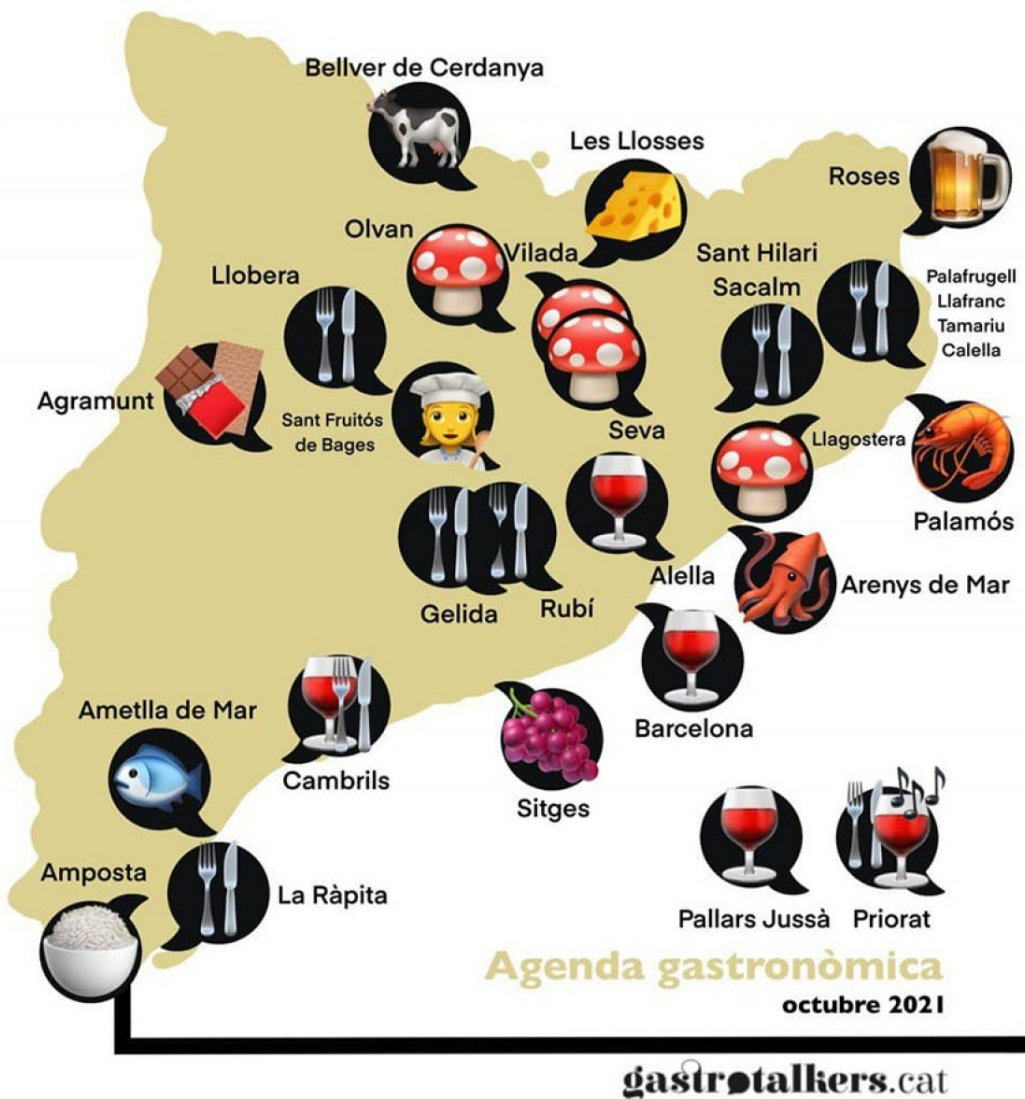 Bellver de Cerdanya
Les Llosses
Roses
Olvan
Vilada
Sant Hilari
Sacalm
Llobera
Palafrugell
Llafranc
Tamariu
Calella
Agramunt
Sant Fruitós
de Bages
Seva
Llagostera
Palamós
Alella
Arenys de Mar
Gelida
Rubí
Ametlla de Mar
Barcelona
Cambrils
Sitges
Amposta
La Ràpita
Pallars Jussà
Priorat
Agenda gastronòmica
octubre 2021
gastrotalkers.cat